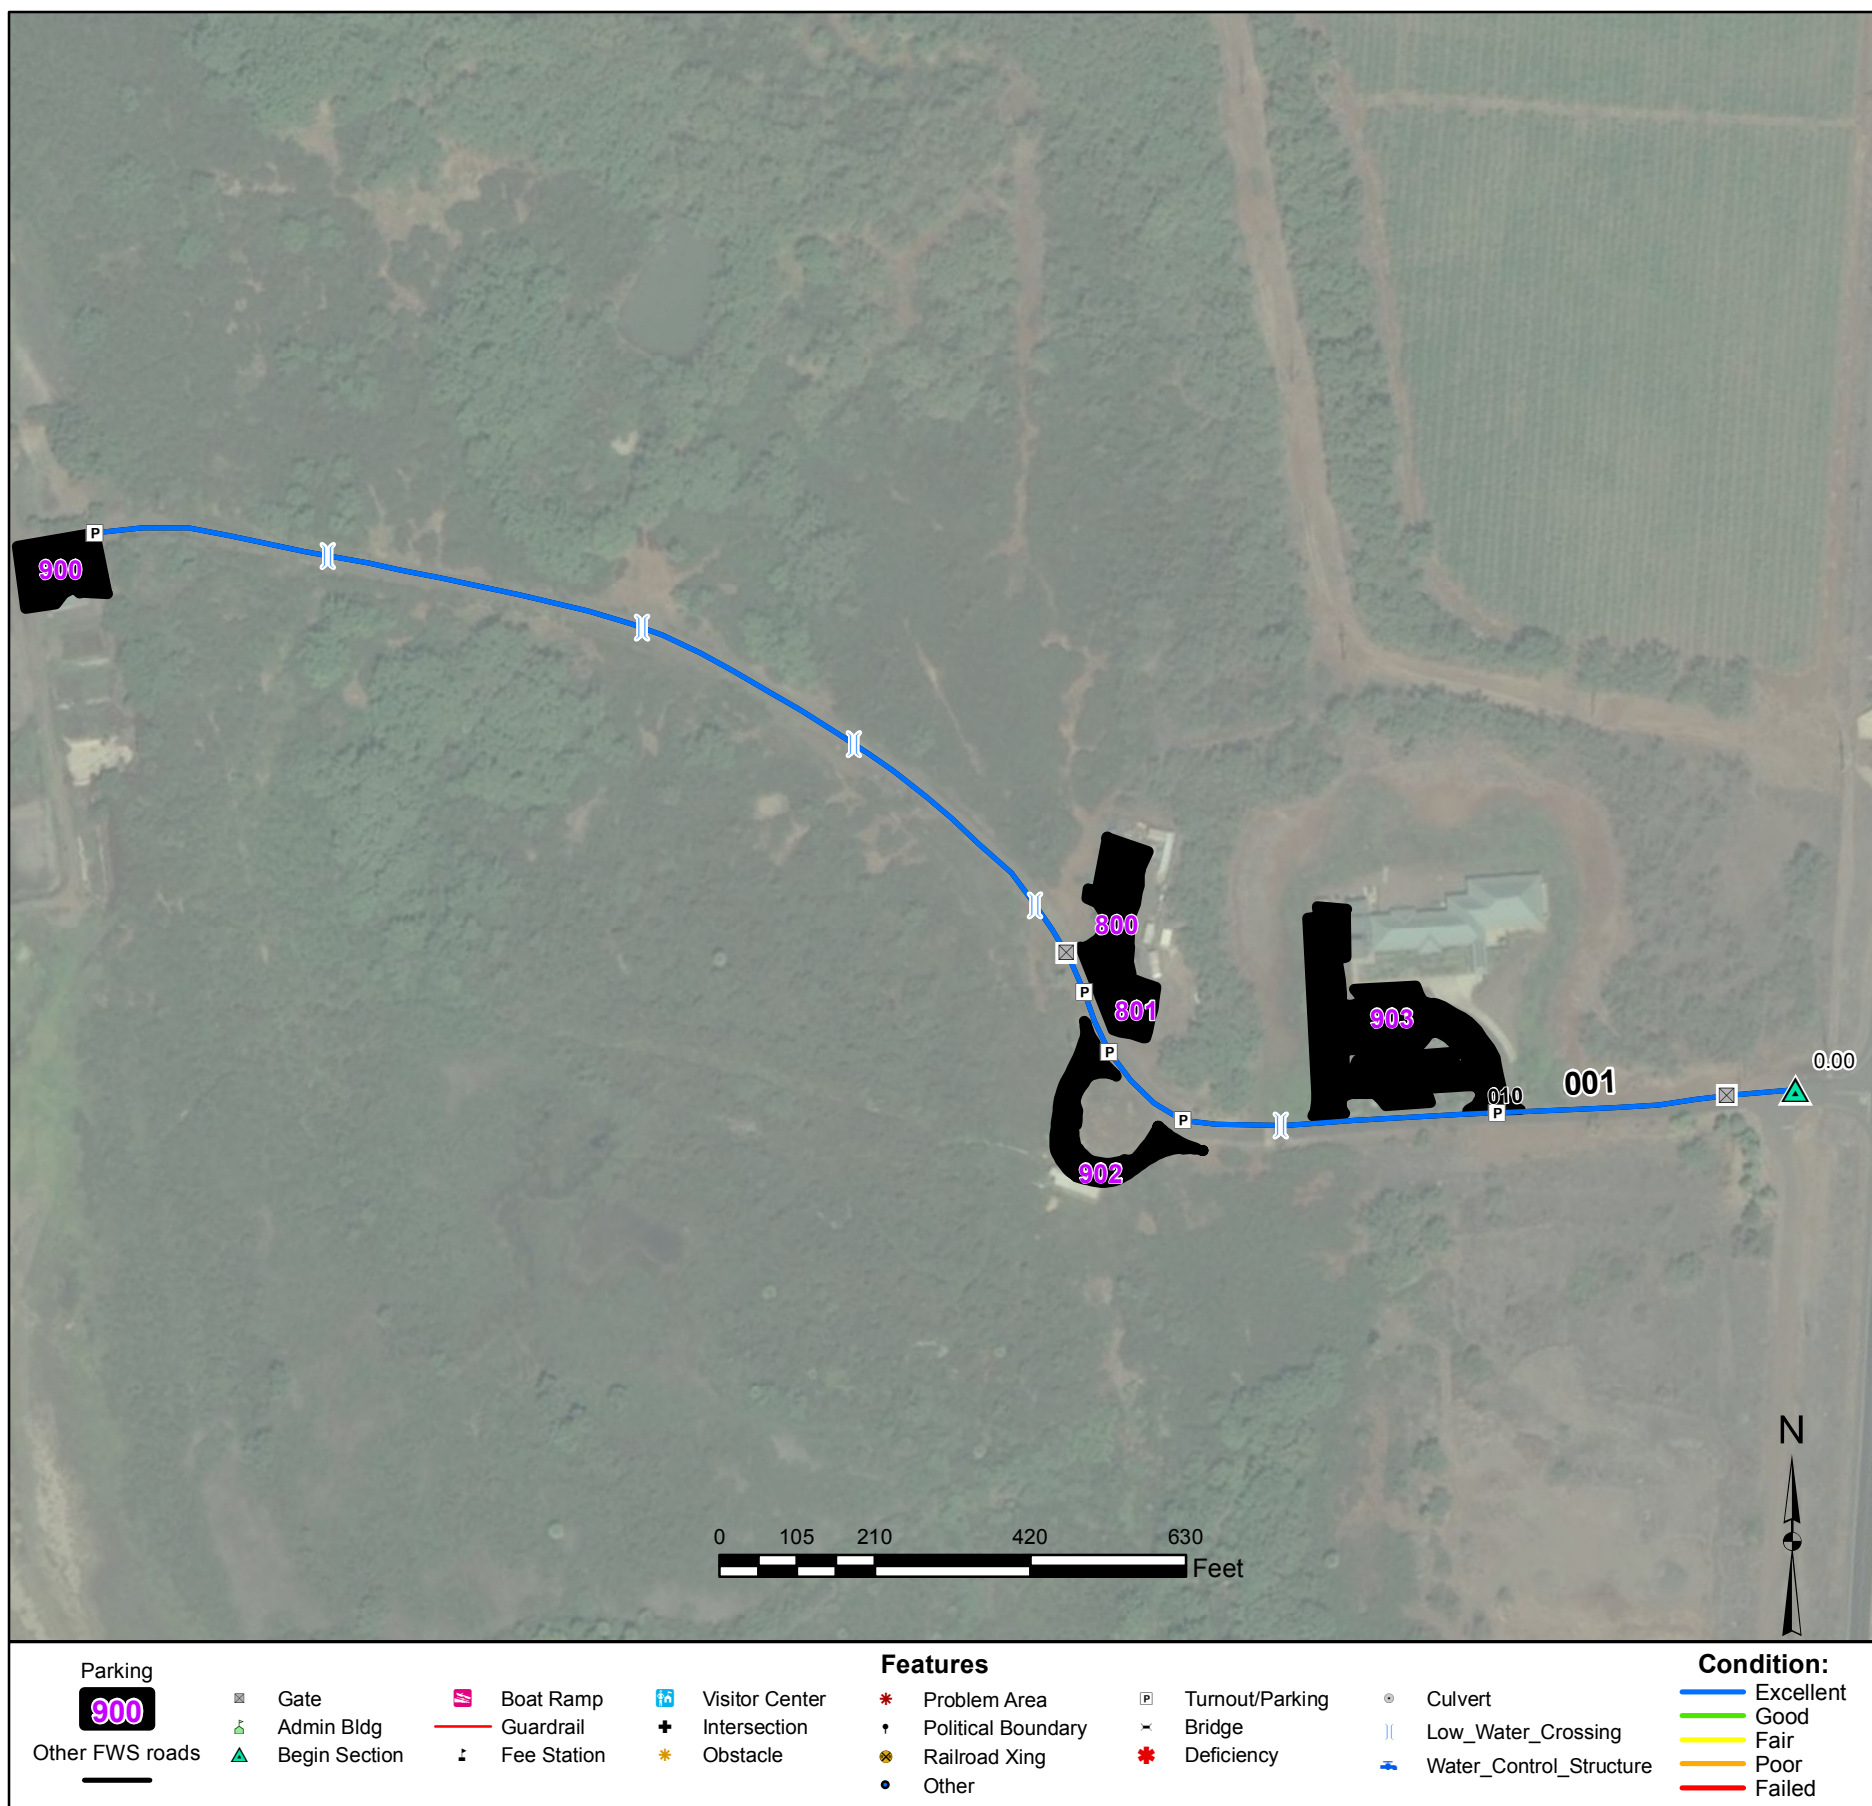 P
900
800
P
801
903
P
0.00
001
010
P
P
902
N
0 105 210 420 630
Feet
Features
Condition:
Parking
900
Other FWS roads
Gate
Admin Bldg
Begin Section
Boat Ramp
Guardrail
Fee Station
Visitor Center
Intersection
Obstacle
Problem Area
Political Boundary
Railroad Xing
Other
P Turnout/Parking
Bridge
Deficiency
Culvert
Low_Water_Crossing
Water_Control_Structure
Excellent
Good
Fair
Poor
Failed